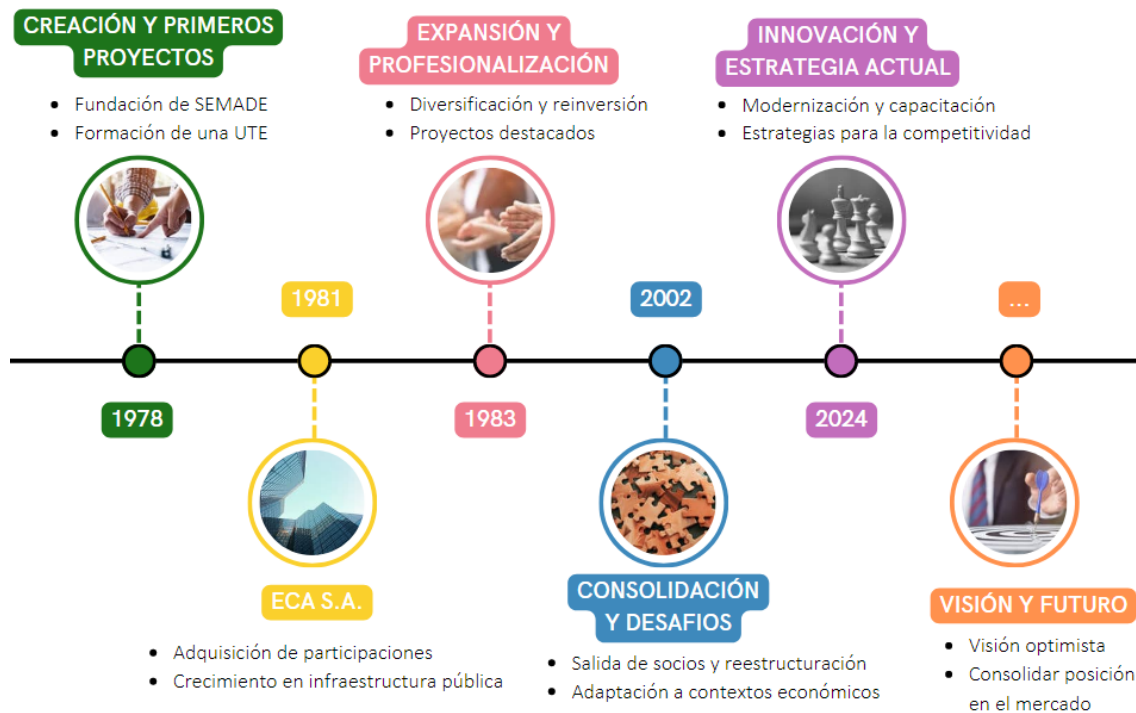 CREACIÓN Y PRIMEROS
PROYECTOS
• Fundación de SEMADE
• Formación de una UTE
EXPANSIÓN Y
PROFESIONALIZACIÓN
• Diversificación y reinversión
• Proyectos destacados
INNOVACIÓN Y
ESTRATEGIA ACTUAL
• Modernización y capacitación
• Estrategias para la competitividad
1981
2002
...
1978
1983
2024
ECA S.A.
• Adquisición de participaciones
• Crecimiento en infraestructura pública
CONSOLIDACIÓN
Y DESAFIOS
• Salida de socios y reestructuración
• Adaptación a contextos económicos
VISIÓN Y FUTURO
• Visión optimista
• Consolidar posición
en el mercado